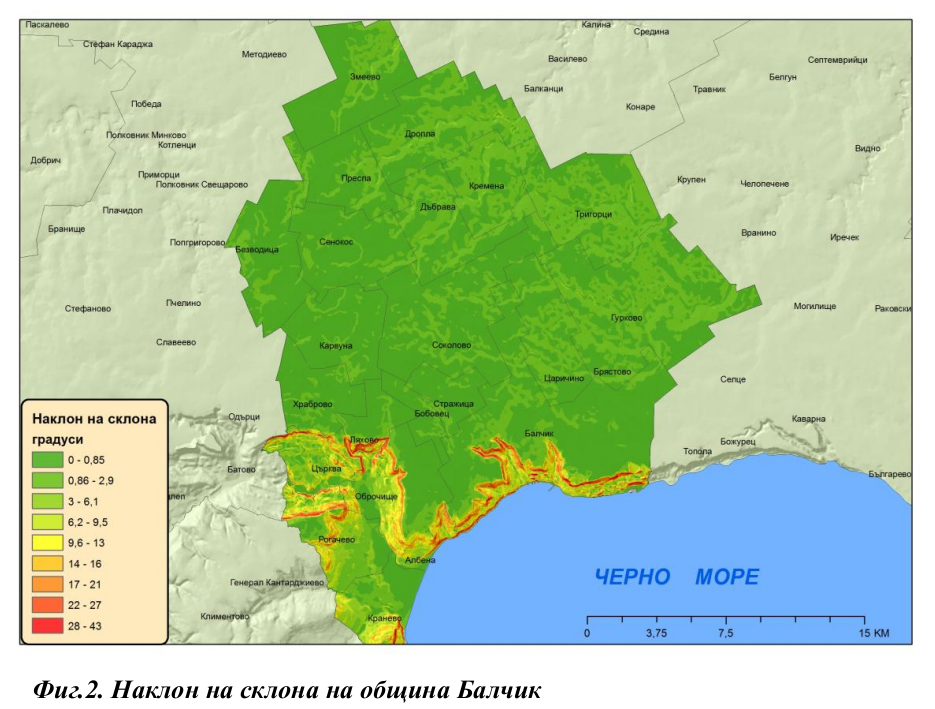 Паскалево
Калина
Средина
Стефан Караджа
Методиево
Василево
Септемврийци
Змеево
Белгун
Балканци
Травник
Победа
Конаре
Полковник Минково
Дропла
Котленци
Видно
Добрич
Приморци
Преспа
Крупен
Полковник Свещарово
Кремена
Челопечене
Плачидол
Дъбрава
Тригорци
Бранище
Вранино
Иречек
Попгригорово
Сенокос
Безводица
Стефаново
Пчелино
Могилище
Раковски
Гурково
Славеево
Карвуна
Соколово
Царичино
Брястово
Селце
Храброво
Стражица
Бобовец
Одърци
Каварна
Балчик
Ляхово
Божурец
Топола
Батово
Църква
Българево
Оброчище
Рогачево
Албена
Генерал Кантарджиево
Климентово
Кранево
Наклон на склона
градуси
0 - 0,85
0,86 - 2,9
3 - 6,1
6,2 - 9,5
9,6 - 13
14 - 16
17 - 21
22 - 27
28 - 43
ЧЕРНО МОРЕ
0 3,75 7,5 15 КМ
Фиг.2. Наклон на склона на община Балчик